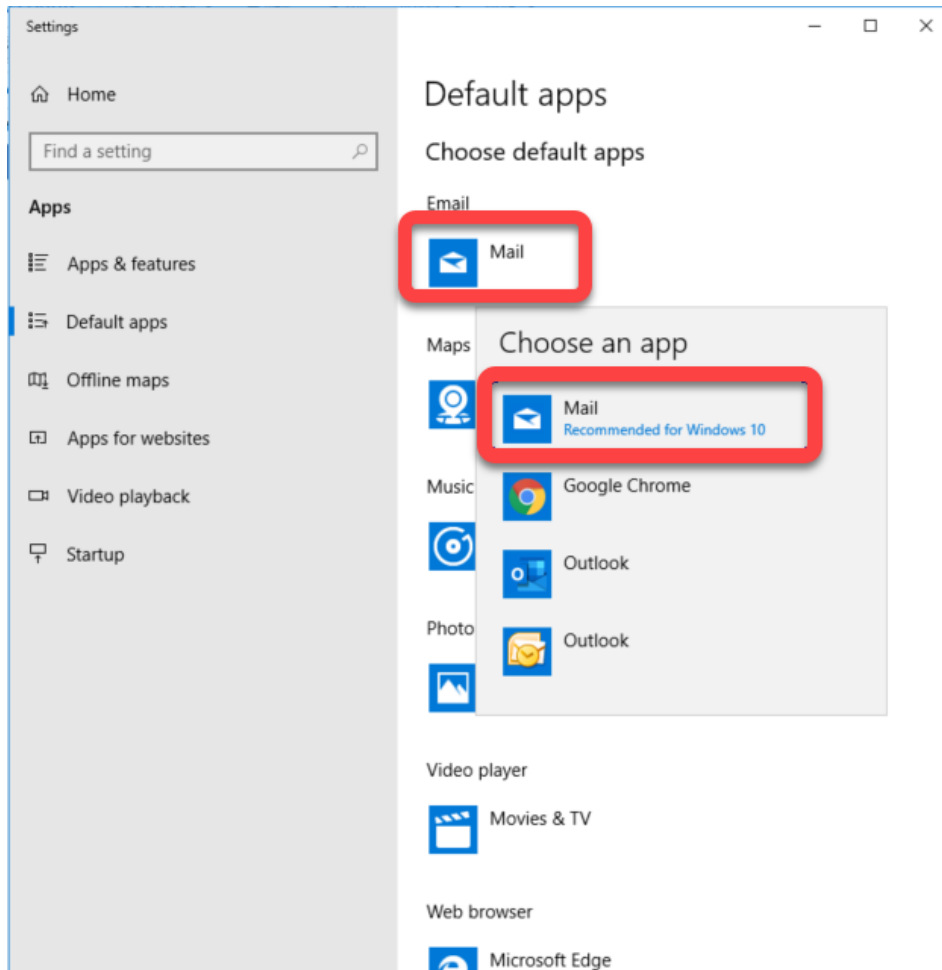 Settings
Home
Find a setting
Apps
Apps & features
Default apps
Offline maps
Apps for websites
Video playback
Startup
Default apps
Choose default apps
Email
Mail
Maps
Music
Photo
Choose an app
Mail
Recommended for Windows 10
Google Chrome
Outlook
Outlook
Video player
Movies & TV
Web browser
Microsoft Edge